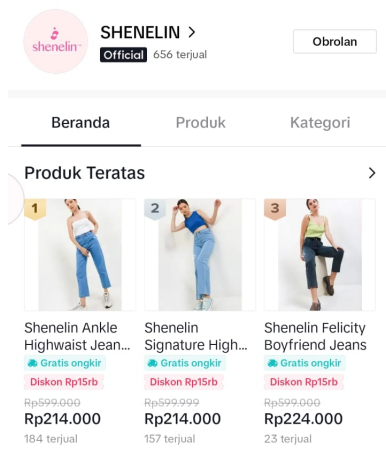 shenelin
SHENELIN >
Official 656 terjual
Obrolan
Beranda Produk Kategori
Produk Teratas >
1 2 3
Shenelin Ankle
Highwaist Jean...
Gratis ongkir
Diskon Rp15rb
Rp599.000
Rp214.000
184 terjual
Shenelin
Signature High...
Gratis ongkir
Diskon Rp15rb
Rp599.999
Rp214.000
157 terjual
Shenelin Felicity
Boyfriend Jeans
Gratis ongkir
Diskon Rp15rb
Rp599.000
Rp224.000
23 terjual